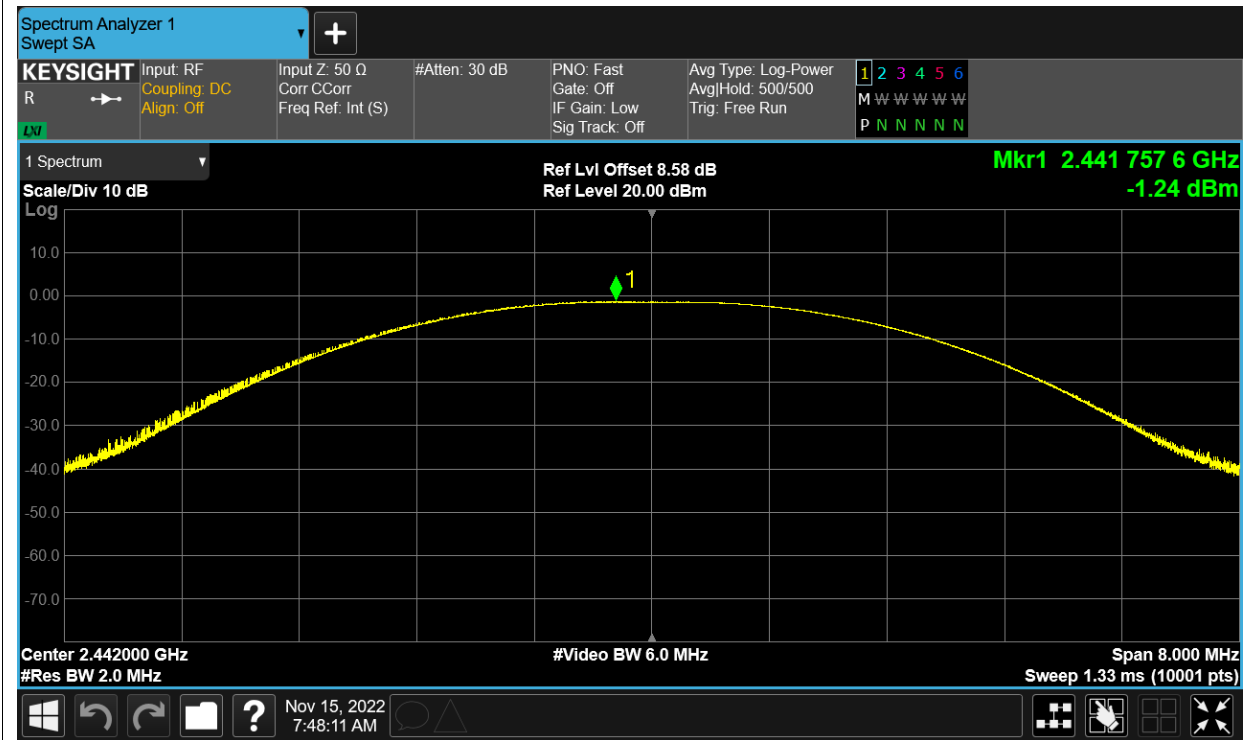 Spectrum Analyzer 1
Swept SA
KEYSIGHT
R
LXI
Input: RF
Coupling: DC
Align: Off
Input Z: 50 Ω
Corr CCorr
Freq Ref: Int (S)
#Atten: 30 dB
PNO: Fast
Gate: Off
IF Gain: Low
Sig Track: Off
Avg Type: Log-Power
Avg|Hold: 500/500
Trig: Free Run
1 2 3 4 5 6
M W W W W W
P N N N N N
1 Spectrum
Scale/Div 10 dB
Log
Ref Lvl Offset 8.58 dB
Ref Level 20.00 dBm
Mkr1 2.441 757 6 GHz
-1.24 dBm
10.0
0.00
-10.0
-20.0
-30.0
-40.0
-50.0
-60.0
-70.0
1
Center 2.442000 GHz
#Res BW 2.0 MHz
#Video BW 6.0 MHz
Span 8.000 MHz
Sweep 1.33 ms (10001 pts)
?
Nov 15, 2022
7:48:11 AM